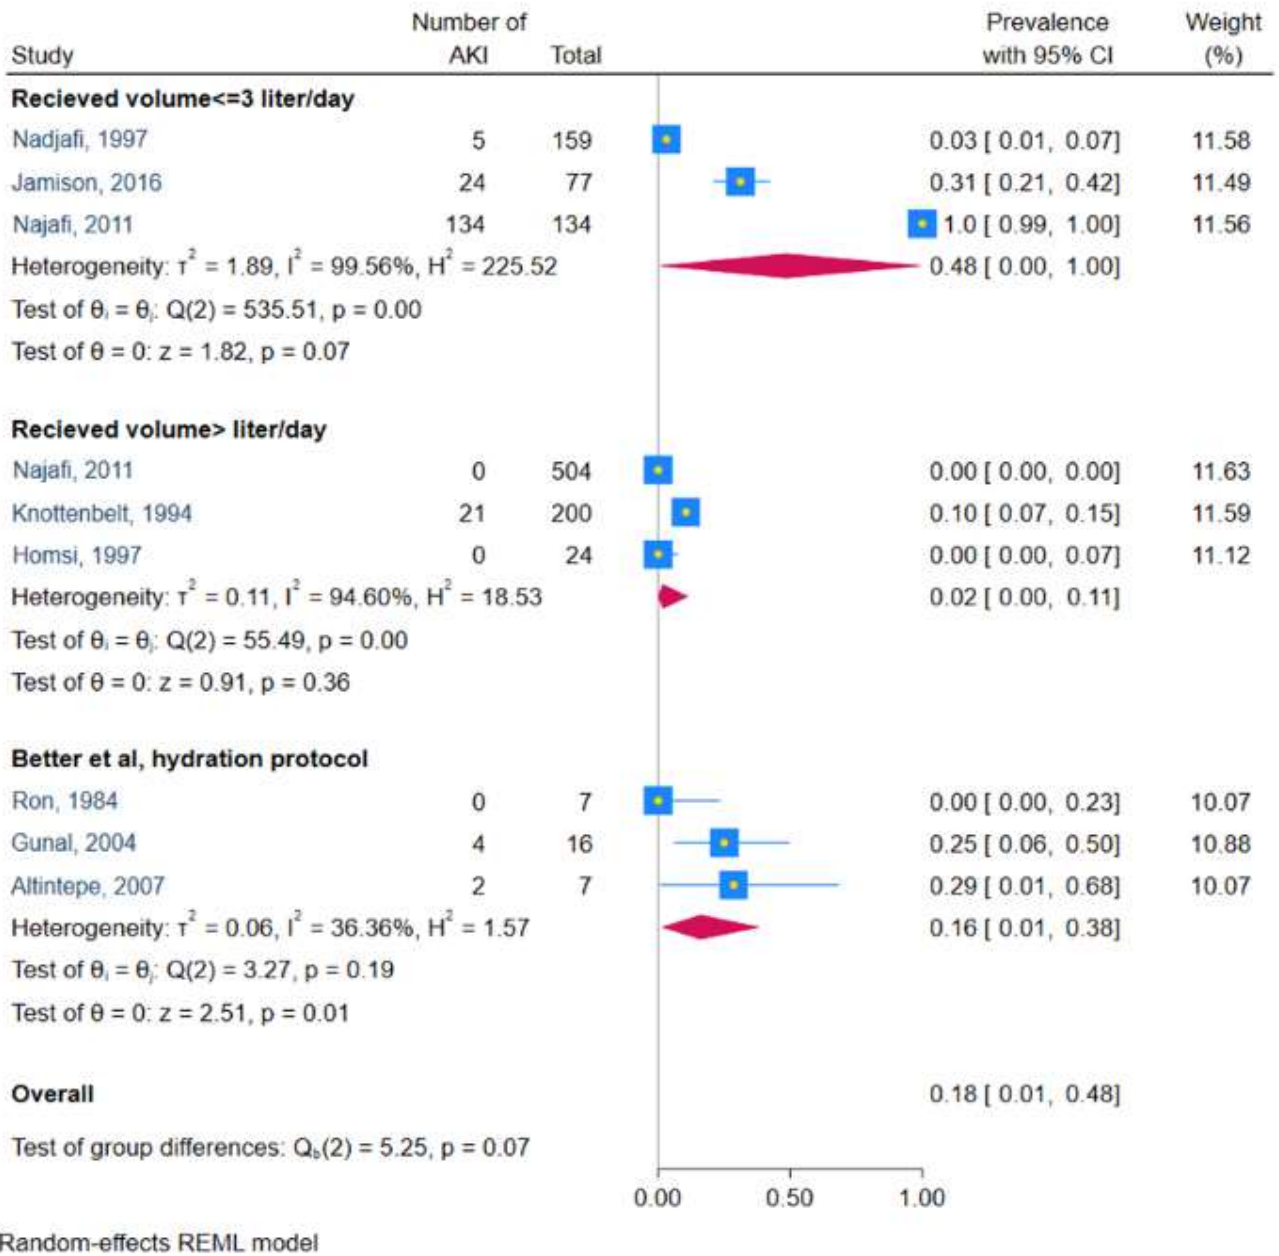 Number of Prevalence Weight
Study AKI Total with 95% CI (%)
Recieved volume<=3 liter/day
Nadjafi, 1997 5 159 0.03 [ 0.01, 0.07] 11.58
Jamison, 2016 24 77 0.31 [ 0.21, 0.42] 11.49
Najafi, 2011 134 134 1.0 [ 0.99, 1.00] 11.56
Heterogeneity: τ² = 1.89, I² = 99.56%, H² = 225.52 0.48 [ 0.00, 1.00]
Test of θᵢ = θⱼ: Q(2) = 535.51, p = 0.00
Test of θ = 0: z = 1.82, p = 0.07
Recieved volume> liter/day
Najafi, 2011 0 504 0.00 [ 0.00, 0.00] 11.63
Knottenbelt, 1994 21 200 0.10 [ 0.07, 0.15] 11.59
Homsi, 1997 0 24 0.00 [ 0.00, 0.07] 11.12
Heterogeneity: τ² = 0.11, I² = 94.60%, H² = 18.53 0.02 [ 0.00, 0.11]
Test of θᵢ = θⱼ: Q(2) = 55.49, p = 0.00
Test of θ = 0: z = 0.91, p = 0.36
Better et al, hydration protocol
Ron, 1984 0 7 0.00 [ 0.00, 0.23] 10.07
Gunal, 2004 4 16 0.25 [ 0.06, 0.50] 10.88
Altintepe, 2007 2 7 0.29 [ 0.01, 0.68] 10.07
Heterogeneity: τ² = 0.06, I² = 36.36%, H² = 1.57 0.16 [ 0.01, 0.38]
Test of θᵢ = θⱼ: Q(2) = 3.27, p = 0.19
Test of θ = 0: z = 2.51, p = 0.01
Overall 0.18 [ 0.01, 0.48]
Test of group differences: Q_b(2) = 5.25, p = 0.07
0.00 0.50 1.00
Random-effects REML model